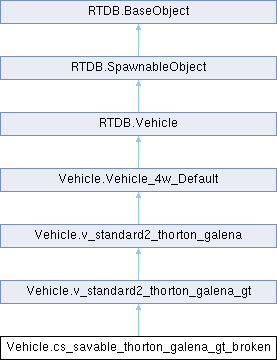 RTDB.BaseObject
RTDB.SpawnableObject
RTDB.Vehicle
Vehicle.Vehicle_4w_Default
Vehicle.v_standard2_thorton_galena
Vehicle.v_standard2_thorton_galena_gt
Vehicle.cs_savable_thorton_galena_gt_broken